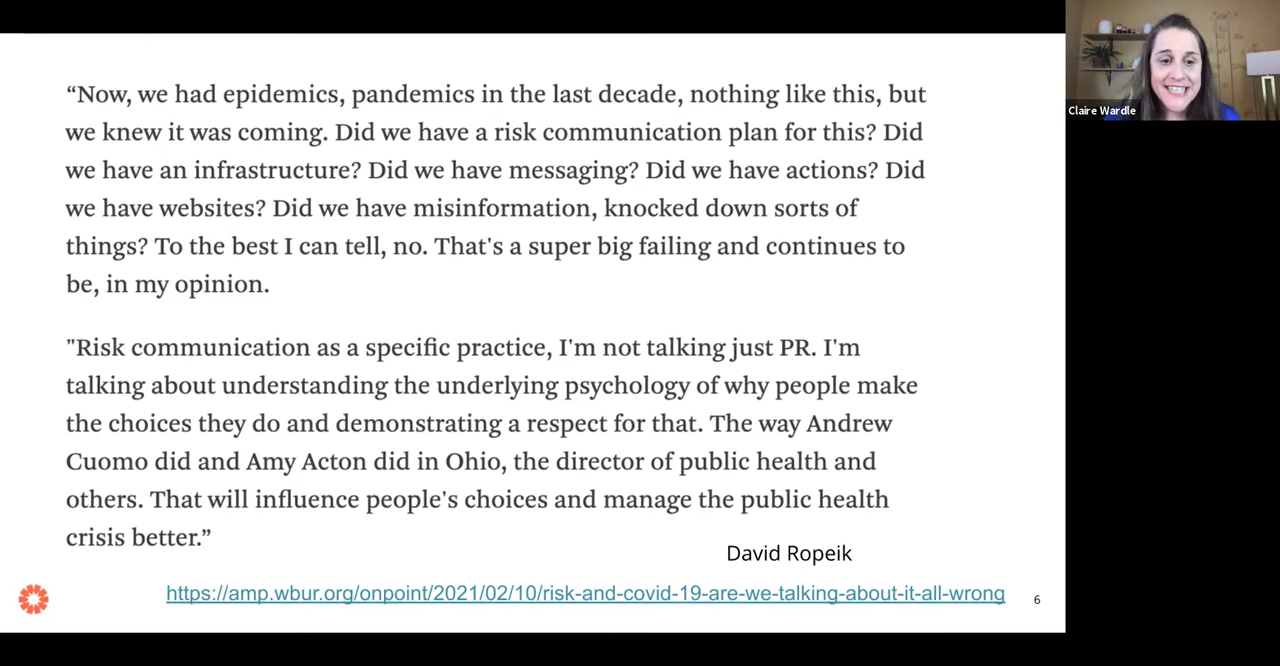 “Now, we had epidemics, pandemics in the last decade, nothing like this, but
we knew it was coming. Did we have a risk communication plan for this? Did
we have an infrastructure? Did we have messaging? Did we have actions? Did
we have websites? Did we have misinformation, knocked down sorts of
things? To the best I can tell, no. That's a super big failing and continues to
be, in my opinion.
"Risk communication as a specific practice, I'm not talking just PR. I'm
talking about understanding the underlying psychology of why people make
the choices they do and demonstrating a respect for that. The way Andrew
Cuomo did and Amy Acton did in Ohio, the director of public health and
others. That will influence people's choices and manage the public health
crisis better.”
David Ropeik
https://amp.wbur.org/onpoint/2021/02/10/risk-and-covid-19-are-we-talking-about-it-all-wrong
6
Claire Wardle